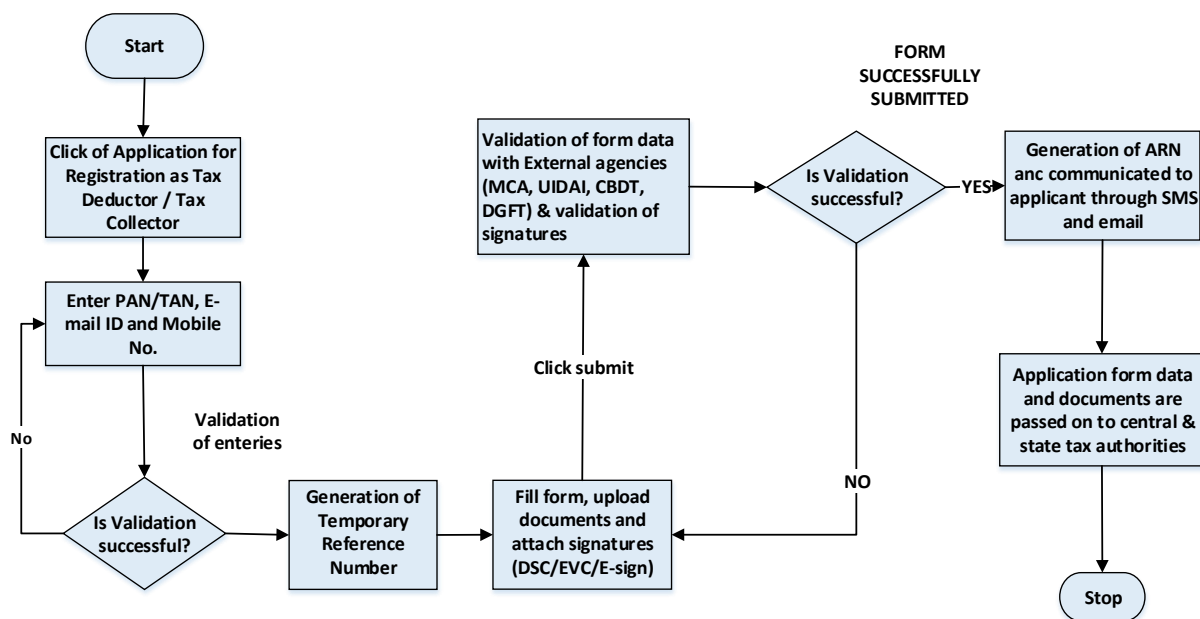 Start
Click of Application for
Registration as Tax
Deductor / Tax
Collector
Enter PAN/TAN, E-
mail ID and Mobile
No.
No
Validation
of enteries
Is Validation
successful?
Generation of
Temporary
Reference
Number
Fill form, upload
documents and
attach signatures
(DSC/EVC/E-sign)
Click submit
Validation of form data
with External agencies
(MCA, UIDAI, CBDT,
DGFT) & validation of
signatures
FORM
SUCCESSFULLY
SUBMITTED
Is Validation
successful?
YES
NO
Generation of ARN
anc communicated to
applicant through SMS
and email
Application form data
and documents are
passed on to central &
state tax authorities
Stop